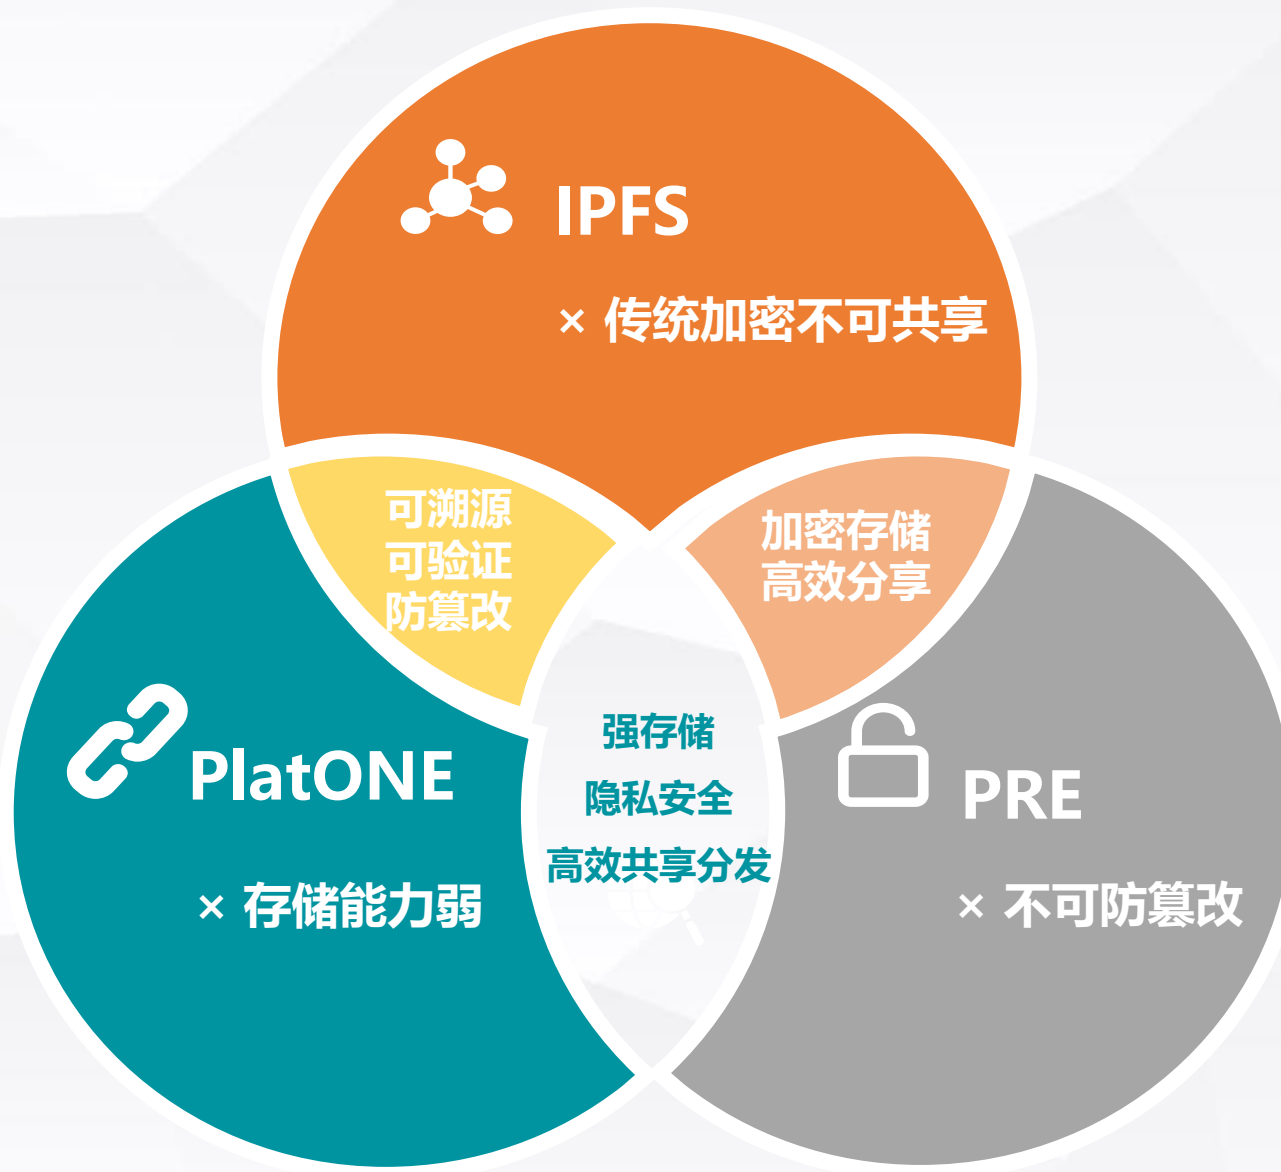 IPFS
× 传统加密不可共享
可溯源
可验证
防篡改
加密存储
高效分享
强存储
隐私安全
高效共享分发
PlatONE
× 存储能力弱
PRE
× 不可防篡改